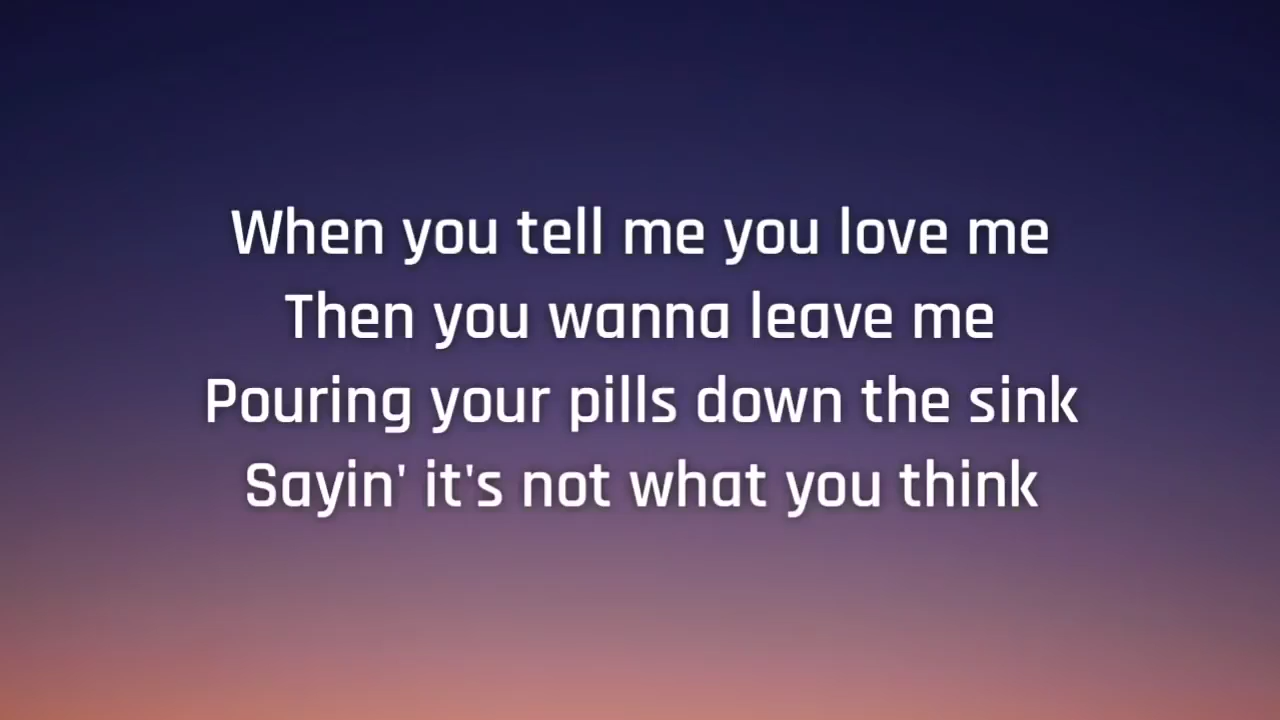 When you tell me you love me
Then you wanna leave me
Pouring your pills down the sink
Sayin' it's not what you think